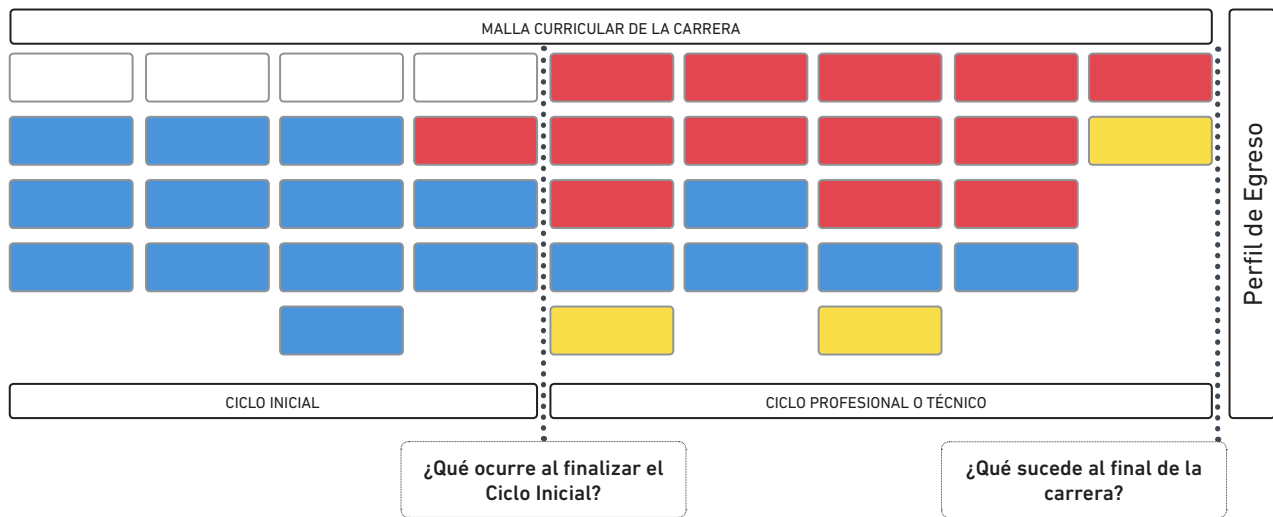 MALLA CURRICULAR DE LA CARRERA
Perfil de Egreso
CICLO INICIAL
CICLO PROFESIONAL O TÉCNICO
¿Qué ocurre al finalizar el
Ciclo Inicial?
¿Qué sucede al final de la
carrera?